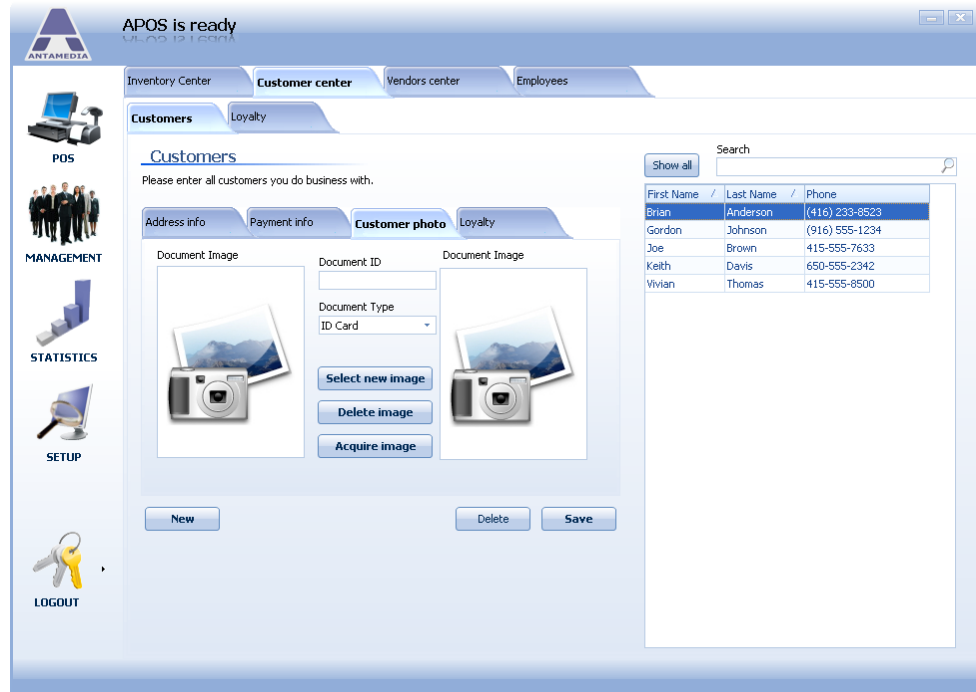 APOS is ready
ANTAMEDIA
Inventory Center
Customer center
Vendors center
Employees
Customers
Loyalty
POS
MANAGEMENT
STATISTICS
SETUP
LOGOUT
Customers
Please enter all customers you do business with.
Address info
Payment info
Customer photo
Loyalty
Document Image
Document ID
Document Type
ID Card
Select new image
Delete image
Acquire image
Document Image
New
Delete
Save
Show all
Search
First Name / Last Name / Phone
Brian Anderson (416) 233-8523
Gordon Johnson (916) 555-1234
Joe Brown 415-555-7633
Keith Davis 650-555-2342
Vivian Thomas 415-555-8500